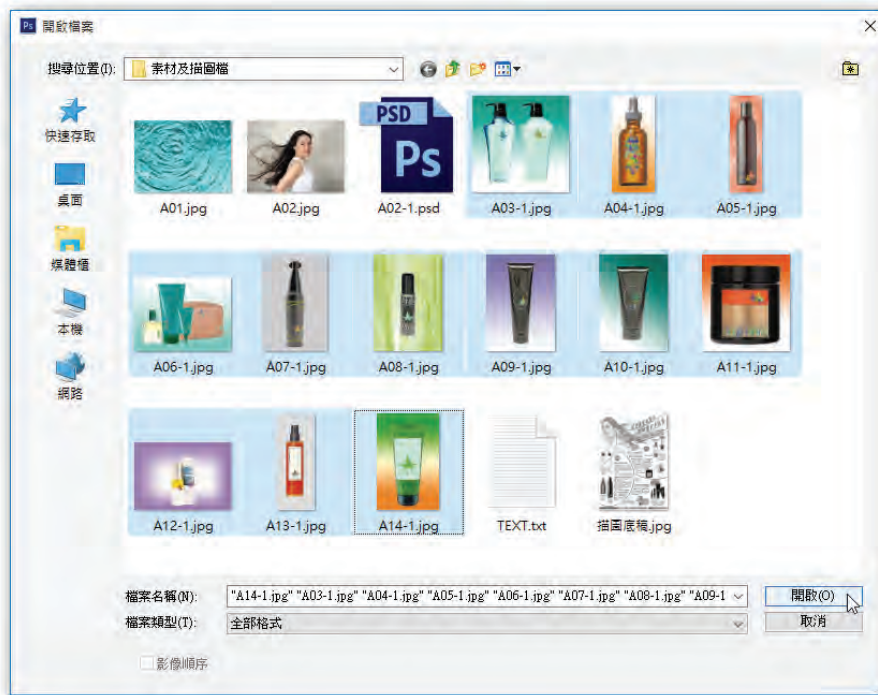 Ps 開啟檔案
搜尋位置(I): 素材及描圖檔
快速存取
桌面
媒體櫃
本機
網路
A01.jpg A02.jpg A02-1.psd A03-1.jpg A04-1.jpg A05-1.jpg
PSD
Ps
A06-1.jpg A07-1.jpg A08-1.jpg A09-1.jpg A10-1.jpg A11-1.jpg
A12-1.jpg A13-1.jpg A14-1.jpg TEXT.txt 描圖底稿.jpg
檔案名稱(N): "A14-1.jpg" "A03-1.jpg" "A04-1.jpg" "A05-1.jpg" "A06-1.jpg" "A07-1.jpg" "A08-1.jpg" "A09-1 開啟(O)
檔案類型(T): 全部格式 取消
影像順序